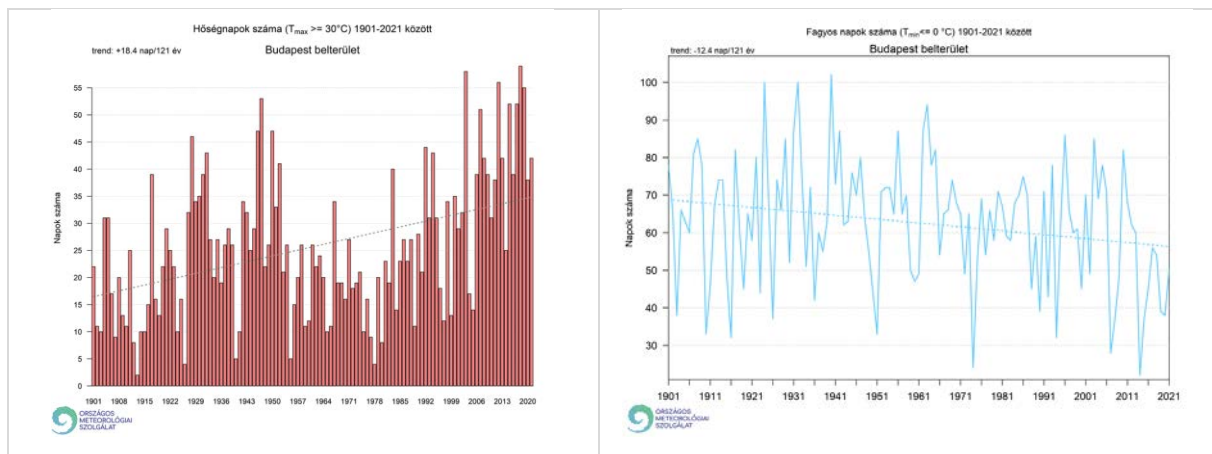 Hőségnapok száma (Tmax >= 30°C) 1901-2021 között
trend: +18.4 nap/121 év
Budapest belterület
Napok száma
55
50
45
40
35
30
25
20
15
10
5
0
1901 1908 1915 1922 1929 1936 1943 1950 1957 1964 1971 1978 1985 1992 1999 2006 2013 2020
ORSZÁGOS
METEOROLÓGIAI
SZOLGÁLAT
Fagyos napok száma (Tmin<= 0 °C) 1901-2021 között
trend: -12.4 nap/121 év
Budapest belterület
Napok száma
100
90
80
70
60
50
40
30
1901 1911 1921 1931 1941 1951 1961 1971 1981 1991 2001 2011 2021
ORSZÁGOS
METEOROLÓGIAI
SZOLGÁLAT